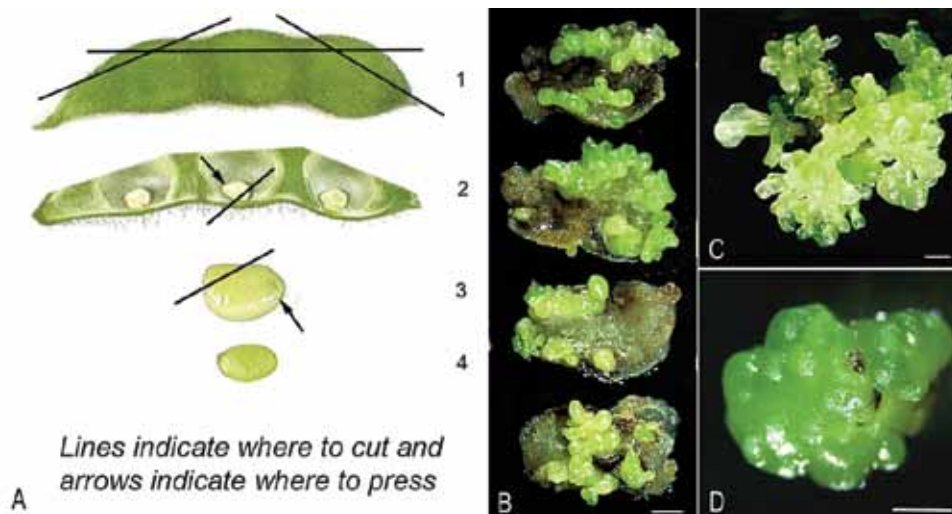 1
2
3
4
Lines indicate where to cut and
arrows indicate where to press
A
B
C
D